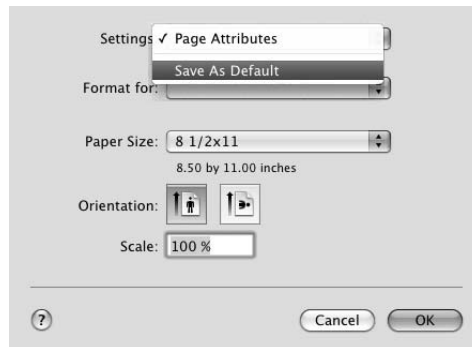 Settings ✓ Page Attributes
Save As Default
Format for:
Paper Size: 8 1/2x11
8.50 by 11.00 inches
Orientation:
Scale: 100 %
? Cancel OK